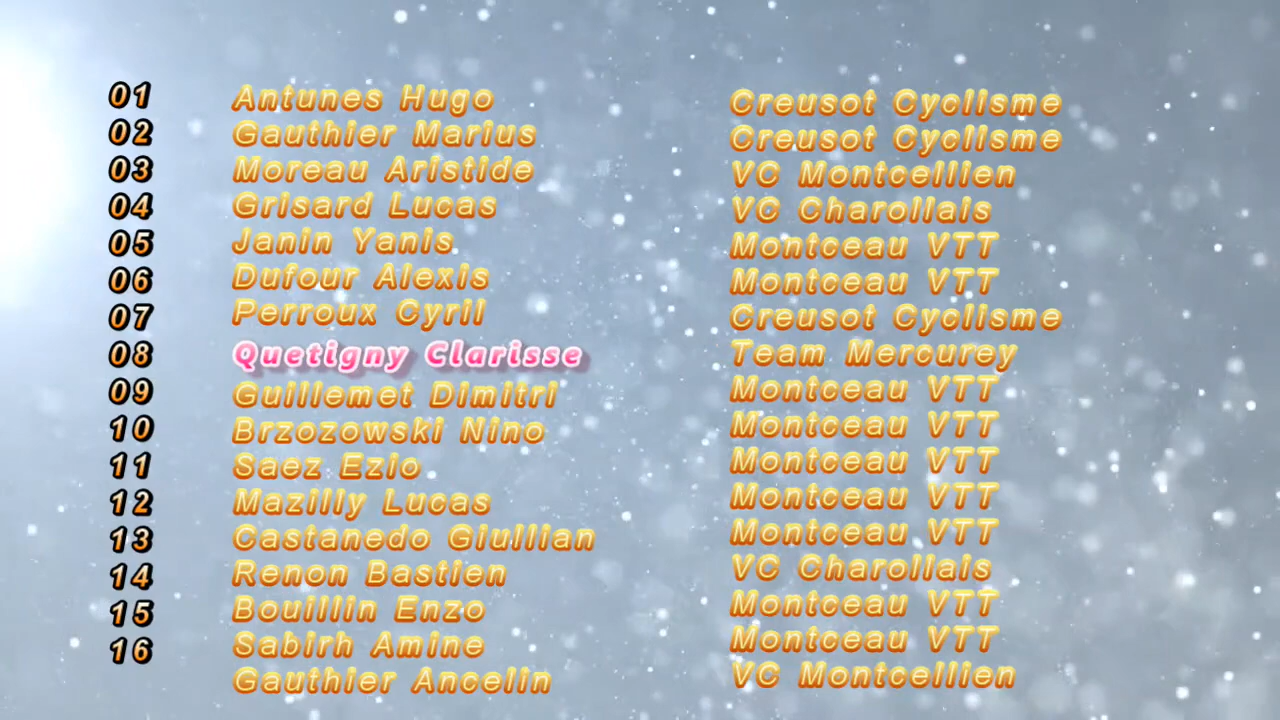 01 Antunes Hugo Creusot Cyclisme
02 Gauthier Marius Creusot Cyclisme
03 Moreau Aristide VC Montcelllen
04 Grisard Lucas VC Charollais
05 Janin Yanis Montceau VTT
06 Dufour Alexis Montceau VTT
07 Perroux Cyril Creusot Cyclisme
08 Quetigny Clarisse Team Mercurey
09 Guillemet Dimitri Montceau VTT
10 Brzozowski Nino Montceau VTT
11 Saez Ezio Montceau VTT
12 Mazilly Lucas Montceau VTT
13 Castanedo Giullian Montceau VTT
14 Renon Bastien VC Charollais
15 Bouillin Enzo Montceau VTT
16 Sabirh Amine Montceau VTT
Gauthier Ancelin VC Montcellien